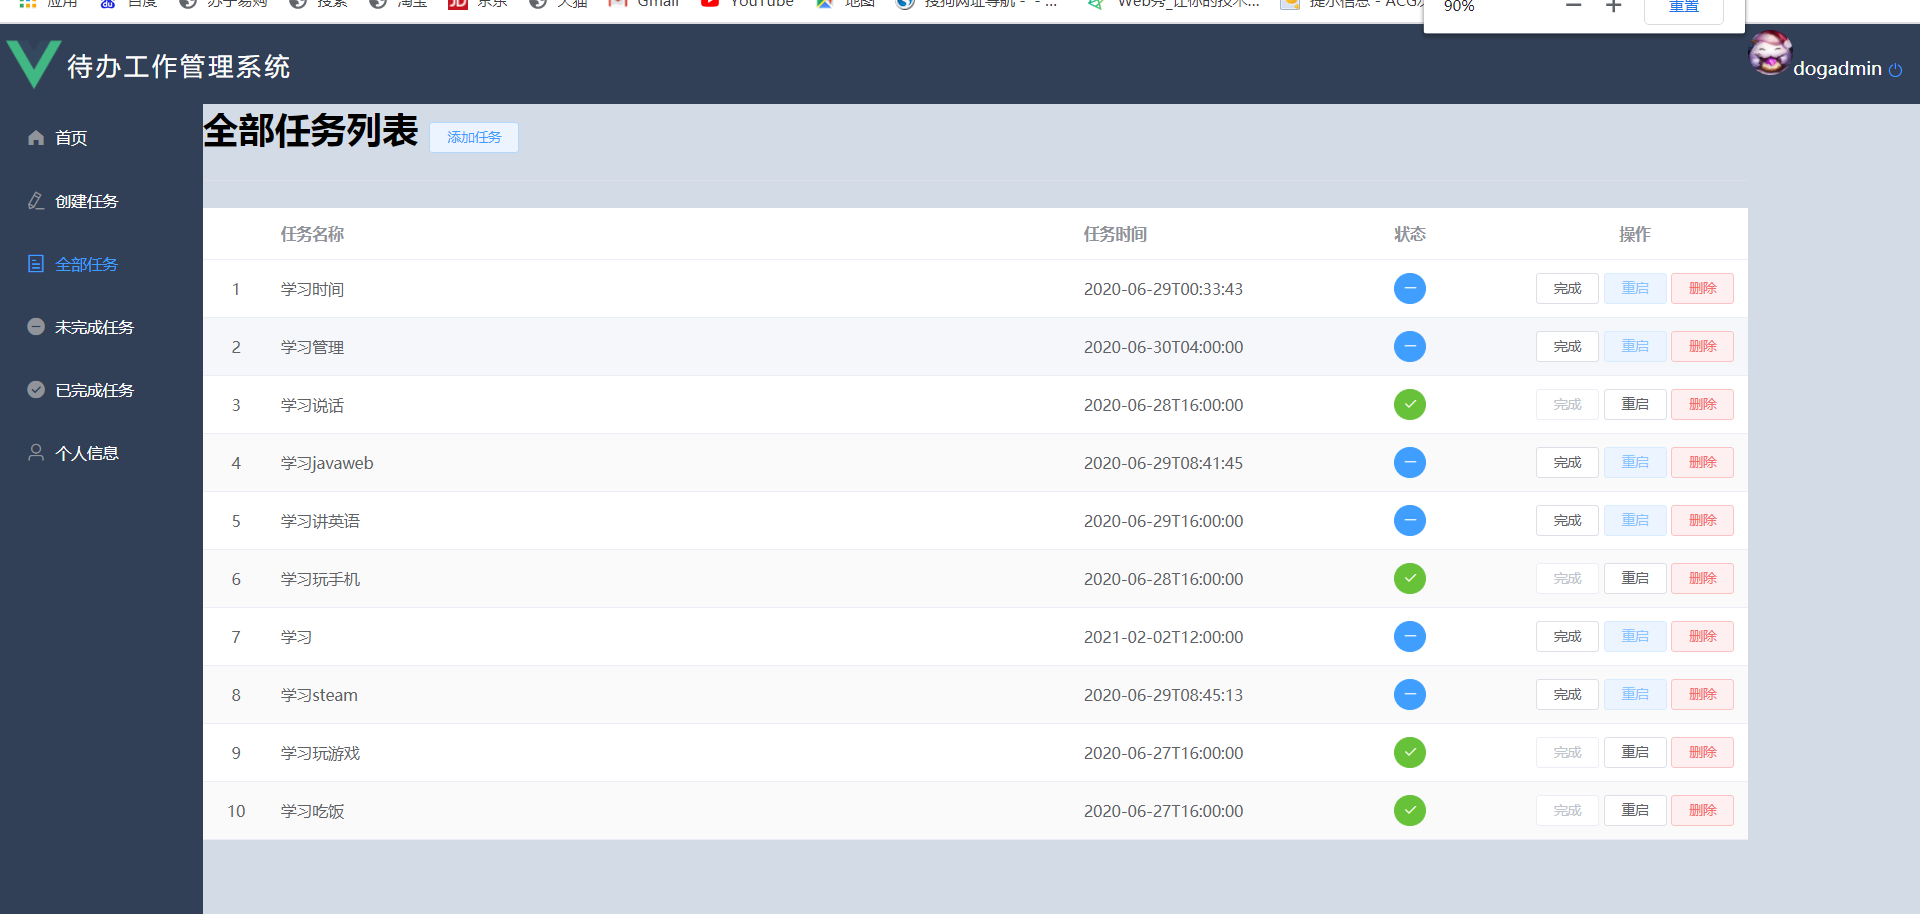 应用 百度 苏宁易购 搜索 淘宝 京东 天猫 Gmail YouTube 地图 搜狗网址导航 - - ... Web秀_让你的技术... 提示信息 - ACG
90% 重置
待办工作管理系统
dogadmin
首页
创建任务
全部任务
未完成任务
已完成任务
个人信息
全部任务列表 添加任务
任务名称 任务时间 状态 操作
1 学习时间 2020-06-29T00:33:43 完成 重启 删除
2 学习管理 2020-06-30T04:00:00 完成 重启 删除
3 学习说话 2020-06-28T16:00:00 完成 重启 删除
4 学习javaweb 2020-06-29T08:41:45 完成 重启 删除
5 学习讲英语 2020-06-29T16:00:00 完成 重启 删除
6 学习玩手机 2020-06-28T16:00:00 完成 重启 删除
7 学习 2021-02-02T12:00:00 完成 重启 删除
8 学习steam 2020-06-29T08:45:13 完成 重启 删除
9 学习玩游戏 2020-06-27T16:00:00 完成 重启 删除
10 学习吃饭 2020-06-27T16:00:00 完成 重启 删除